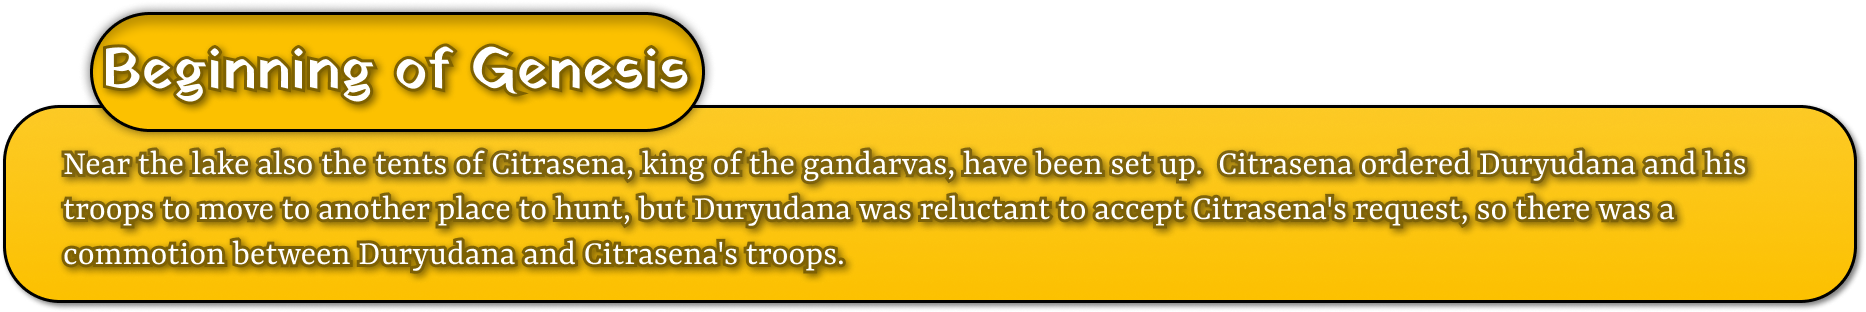 Beginning of Genesis
Near the lake also the tents of Citrasena, king of the gandarvas, have been set up.  Citrasena ordered Duryudana and his
troops to move to another place to hunt, but Duryudana was reluctant to accept Citrasena's request, so there was a
commotion between Duryudana and Citrasena's troops.